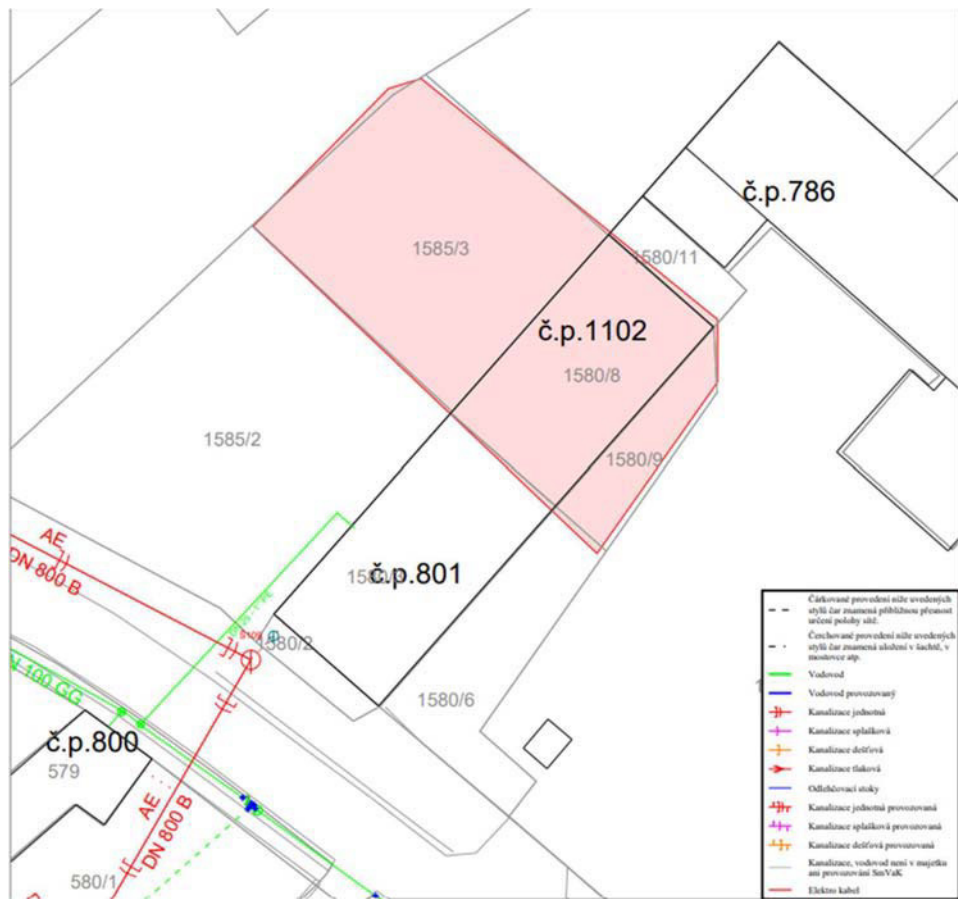 č.p.786
1585/3
1580/11
č.p.1102
1580/8
1585/2
1580/9
AE
DN 800 B
č.p.801
1580/2
N 100 GG
1580/6
č.p.800
579
AE
DN 800 B
580/1
Čárkované provedení níže uvedených
stylů čar znamená přibližnou přesnost
určení polohy sítě.
Čerchované provedení níže uvedených
stylů čar znamená uložení v šachtě, v
mostovce atp.
Vodovod
Vodovod provozovaný
Kanalizace jednotná
Kanalizace splašková
Kanalizace dešťová
Kanalizace tlaková
Odlehčovací stoky
Kanalizace jednotná provozovaná
Kanalizace splašková provozovaná
Kanalizace dešťová provozovaná
Kanalizace, vodovod není v majetku
ani provozování SmVaK
Elektro kabel